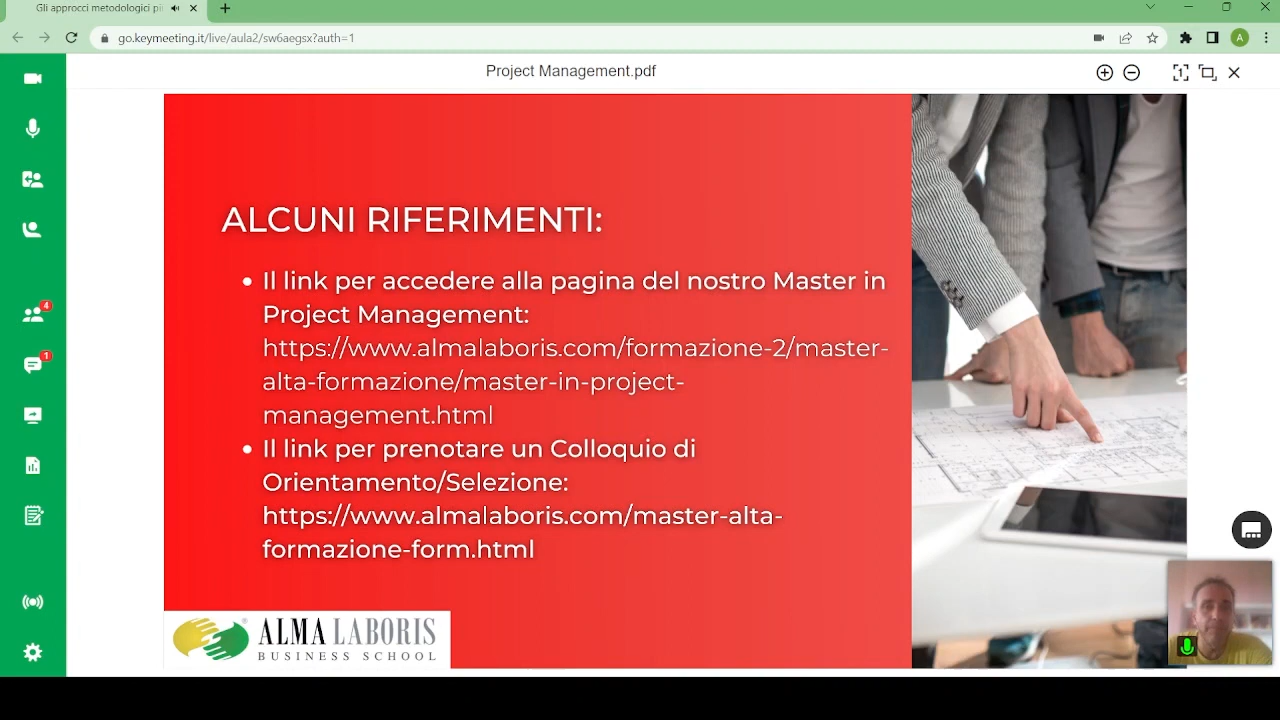 Gli approcci metodologici pi
go.keymeeting.it/live/aula2/sw6aegsx?auth=1
A
Project Management.pdf
4
1
ALCUNI RIFERIMENTI:
• Il link per accedere alla pagina del nostro Master in
Project Management:
https://www.almalaboris.com/formazione-2/master-
alta-formazione/master-in-project-
management.html
• Il link per prenotare un Colloquio di
Orientamento/Selezione:
https://www.almalaboris.com/master-alta-
formazione-form.html
ALMA LABORIS
BUSINESS SCHOOL